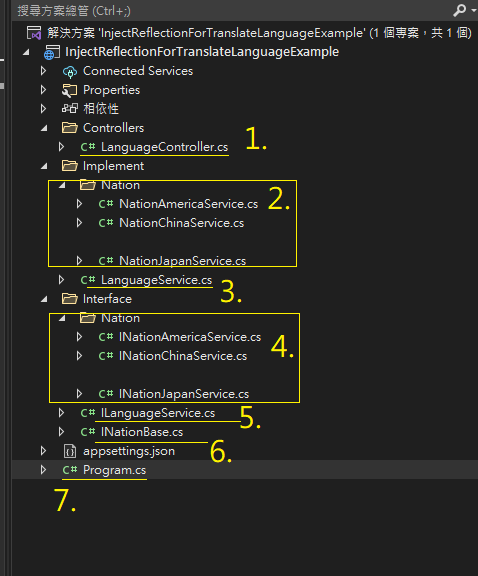 搜尋方案總管 (Ctrl+;)
解決方案 'InjectReflectionForTranslateLanguageExample' (1 個專案，共 1 個)
InjectReflectionForTranslateLanguageExample
Connected Services
Properties
相依性
Controllers
C# LanguageController.cs 1.
Implement
Nation
C# NationAmericaService.cs 2.
C# NationChinaService.cs
C# NationJapanService.cs
C# LanguageService.cs 3.
Interface
Nation
C# INationAmericaService.cs 4.
C# INationChinaService.cs
C# INationJapanService.cs
C# ILanguageService.cs 5.
C# INationBase.cs 6.
appsettings.json
C# Program.cs
7.